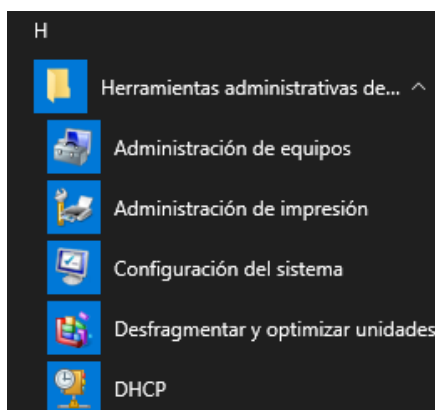 H
Herramientas administrativas de...
Administración de equipos
Administración de impresión
Configuración del sistema
Desfragmentar y optimizar unidades
DHCP